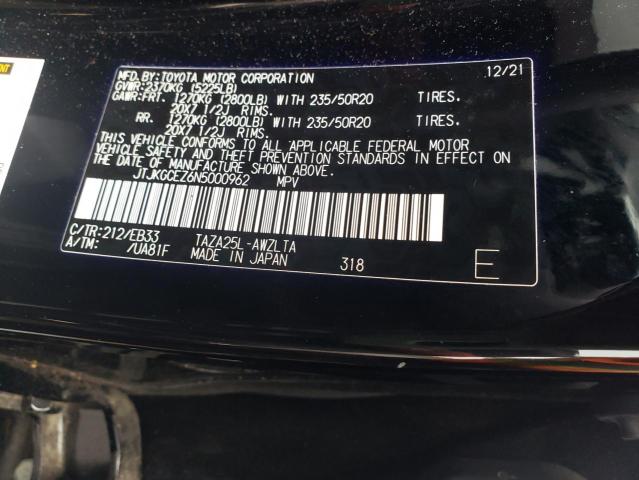 MFD. BY:TOYOTA MOTOR CORPORATION 12/21
GVWR:2370KG (5225LB)
GAWR:FRT. 1270KG (2800LB) WITH 235/50R20 TIRES.
20X7 1/2J RIMS.
RR. 1270KG (2800LB) WITH 235/50R20 TIRES.
20X7 1/2J RIMS.
THIS VEHICLE CONFORMS TO ALL APPLICABLE FEDERAL MOTOR
VEHICLE SAFETY AND THEFT PREVENTION STANDARDS IN EFFECT ON
THE DATE OF MANUFACTURE SHOWN ABOVE.
JTJKGCEZ6N5000962 MPV
C/TR:212/EB33 TAZA25L-AWZLTA
A/TM: /UA81F MADE IN JAPAN 318 E